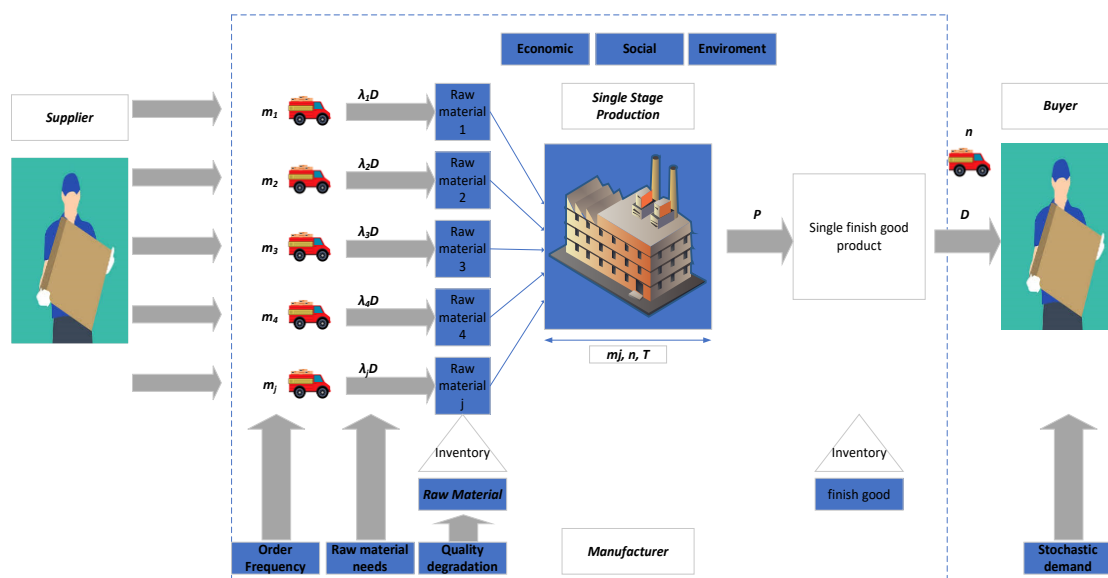 Economic
Social
Enviroment
Supplier
m1
λ1D
Raw
material
1
Single Stage
Production
n
Buyer
m2
λ2D
Raw
material
2
m3
λ3D
Raw
material
3
P
Single finish good
product
D
m4
λ4D
Raw
material
4
mj, n, T
mj
λjD
Raw
material
j
Inventory
Inventory
Raw Material
finish good
Order
Frequency
Raw material
needs
Quality
degradation
Manufacturer
Stochastic
demand